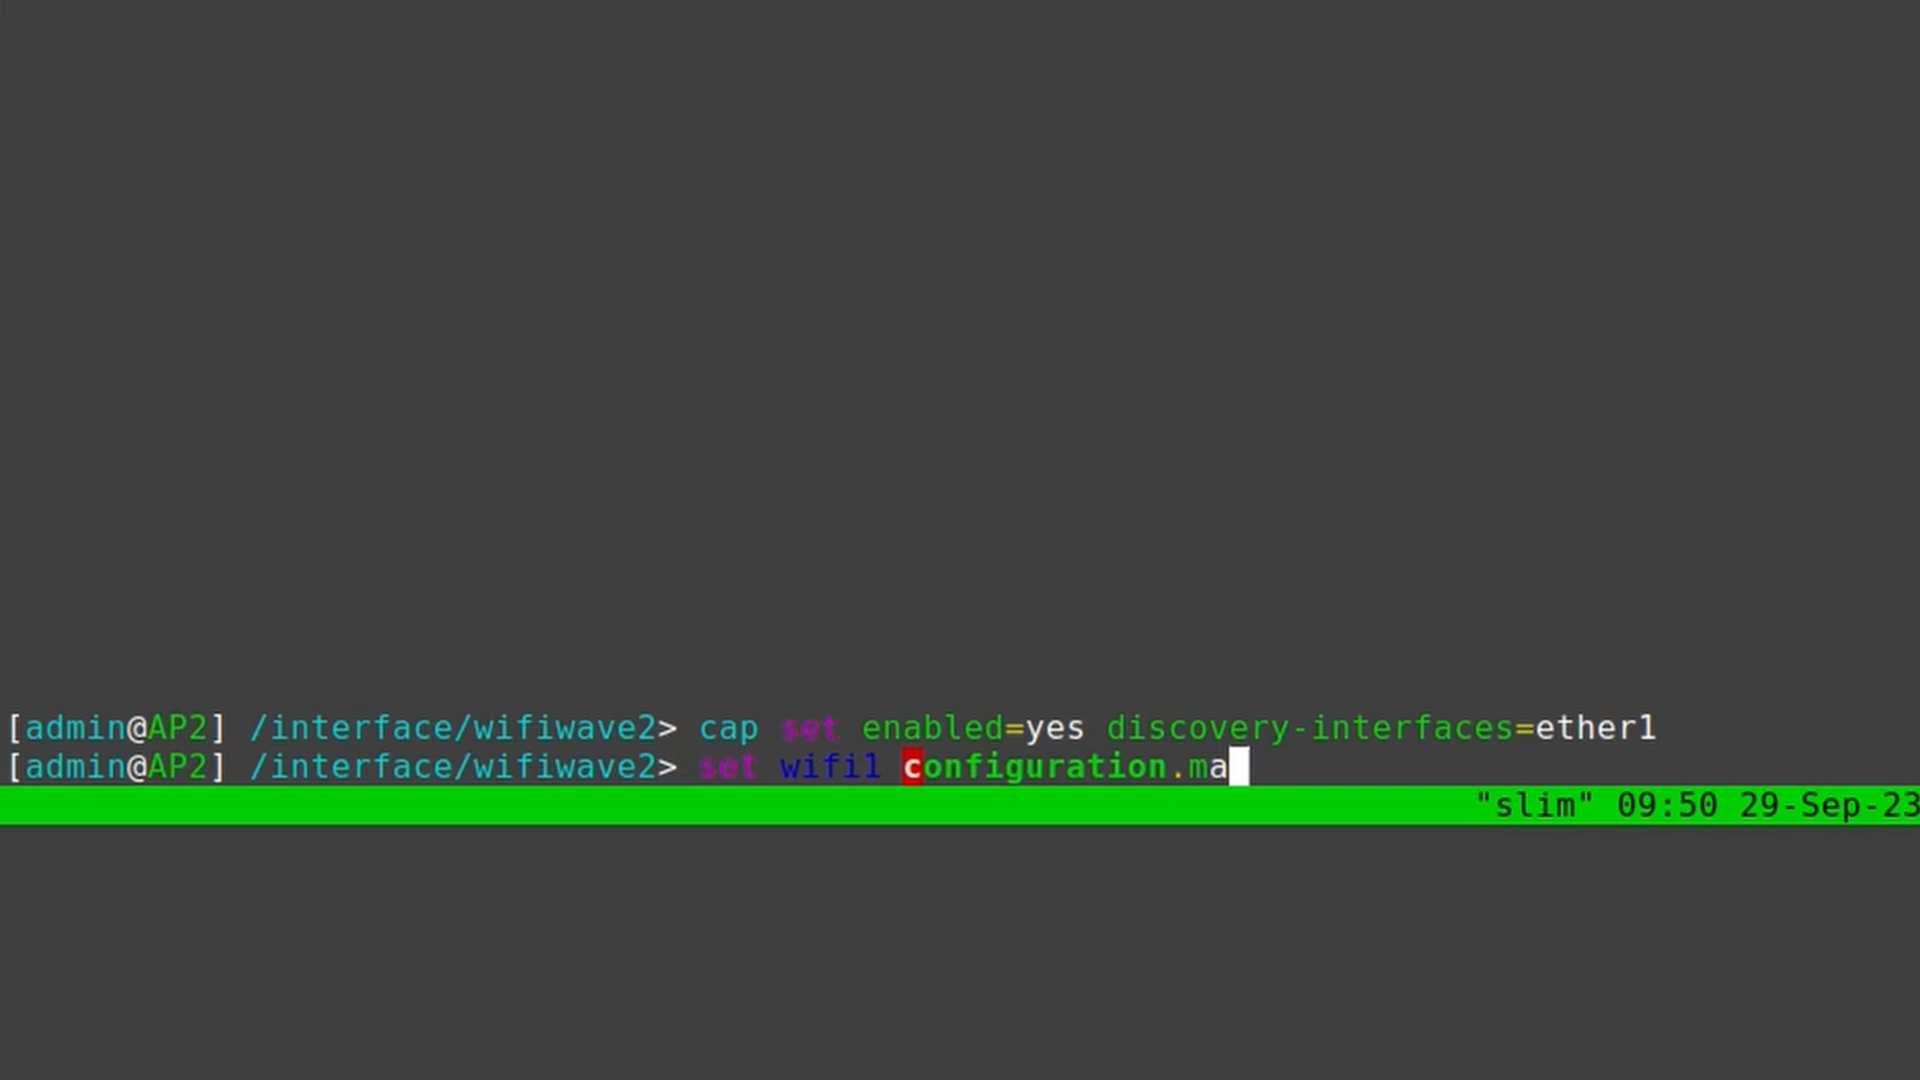 [admin@AP2] /interface/wifiwave2> cap set enabled=yes discovery-interfaces=ether1
[admin@AP2] /interface/wifiwave2> set wifi1 configuration.ma
"slim" 09:50 29-Sep-23